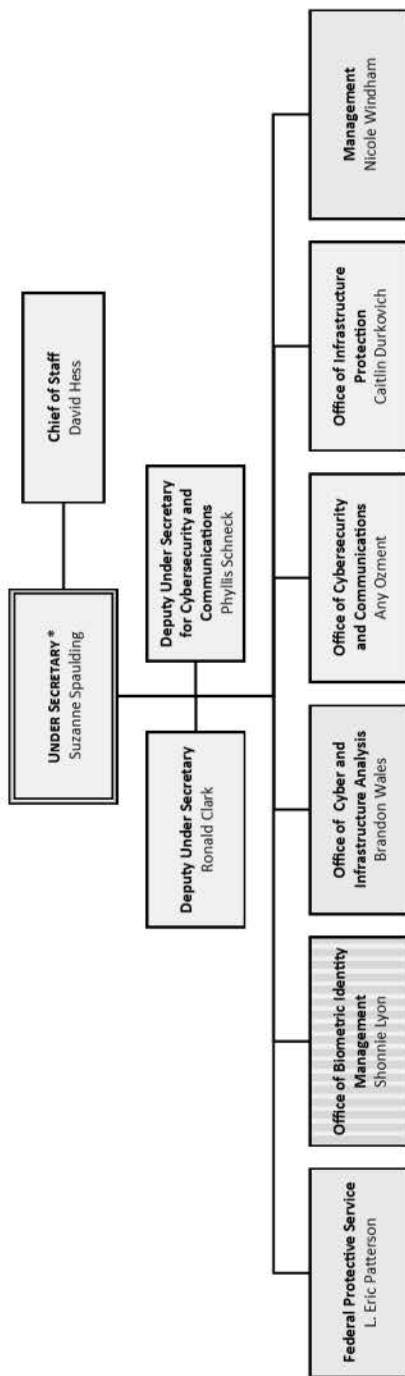 UNDER SECRETARY *
Suzanne Spaulding
Chief of Staff
David Hess
Deputy Under Secretary
Ronald Clark
Deputy Under Secretary
for Cybersecurity and
Communications
Phyllis Schneck
Federal Protective Service
L. Eric Patterson
Office of Biometric Identity
Management
Shonnie Lyon
Office of Cyber and
Infrastructure Analysis
Brandon Wales
Office of Cybersecurity
and Communications
Any Ozment
Office of Infrastructure
Protection
Caitlin Durkovich
Management
Nicole Windham